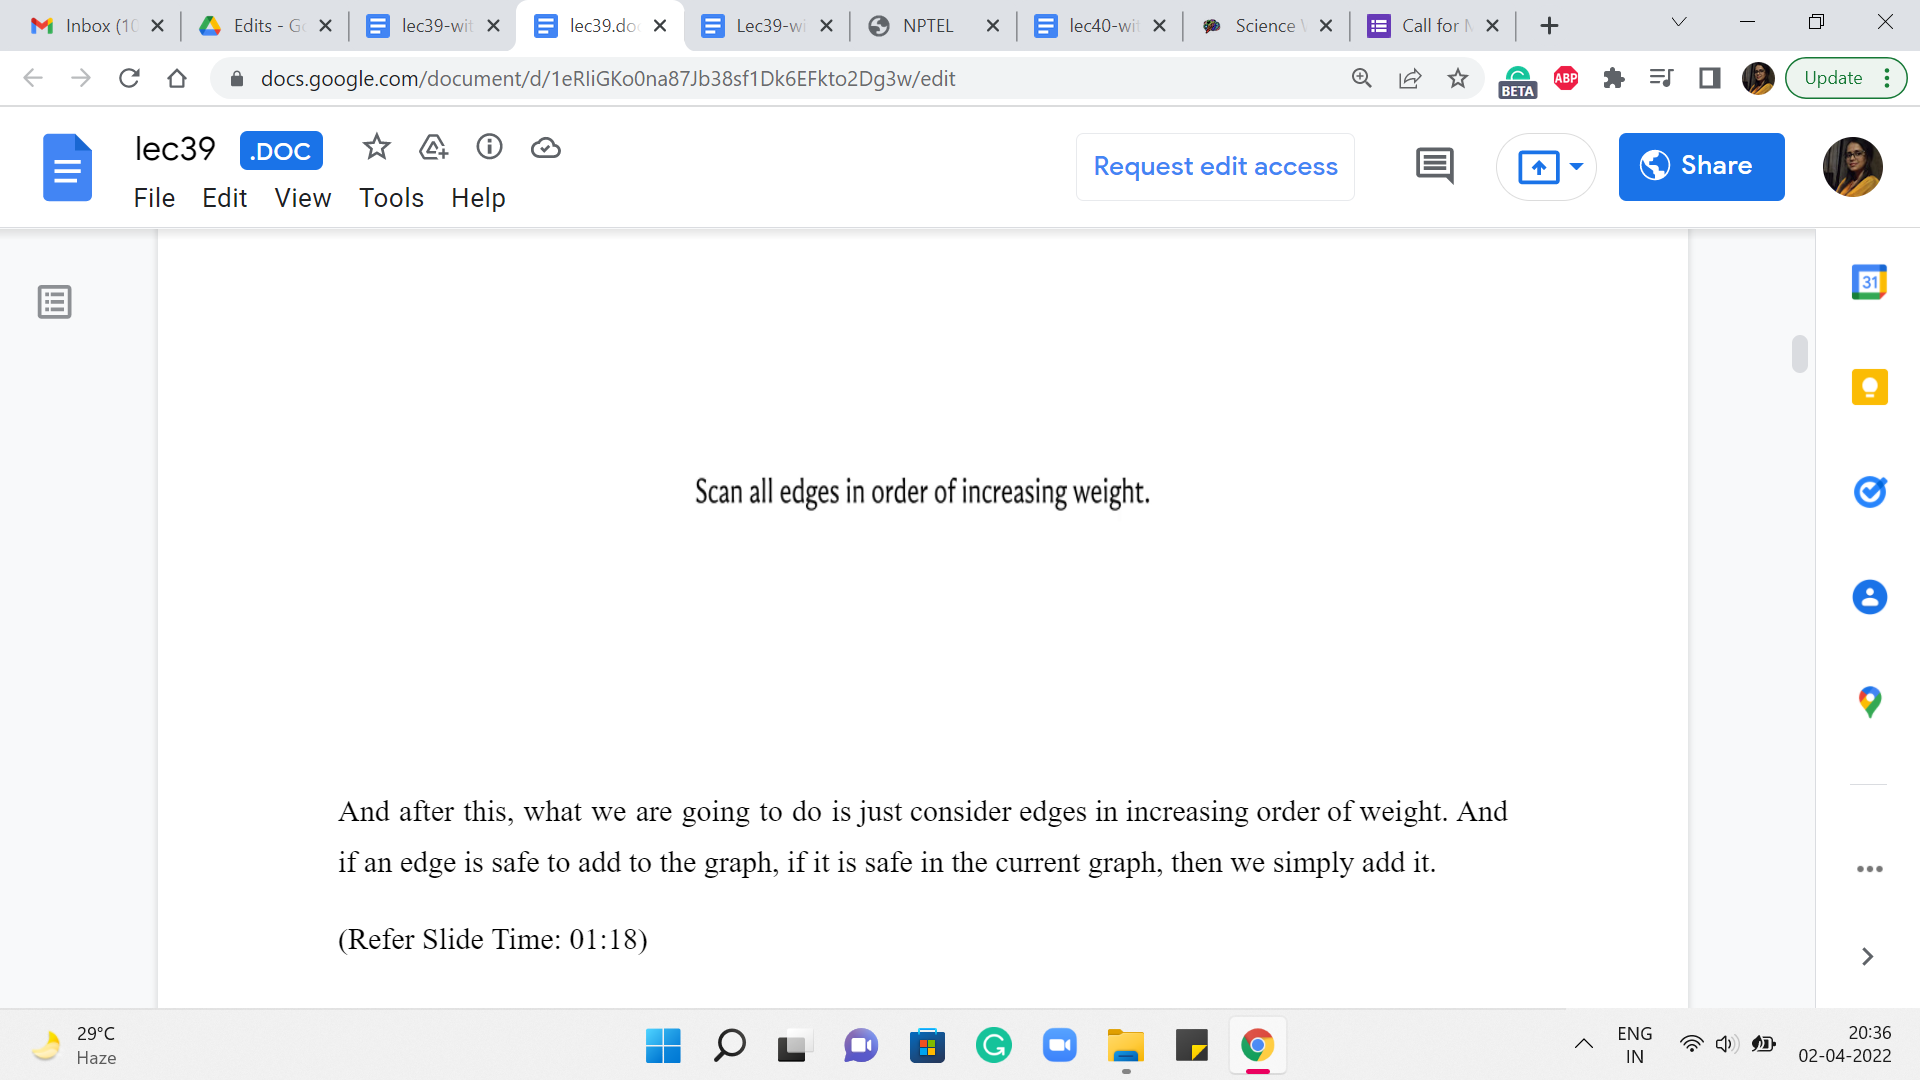 Inbox (10
Edits - Go
lec39-wit
lec39.do
Lec39-wi
NPTEL
lec40-wit
Science
Call for
docs.google.com/document/d/1eRIiGKo0na87Jb38sf1Dk6EFkto2Dg3w/edit
BETA
ABP
Update
lec39
.DOC
File Edit View Tools Help
Request edit access
Share
31
Scan all edges in order of increasing weight.
And after this, what we are going to do is just consider edges in increasing order of weight. And
if an edge is safe to add to the graph, if it is safe in the current graph, then we simply add it.
(Refer Slide Time: 01:18)
29°C
Haze
ENG
IN
20:36
02-04-2022